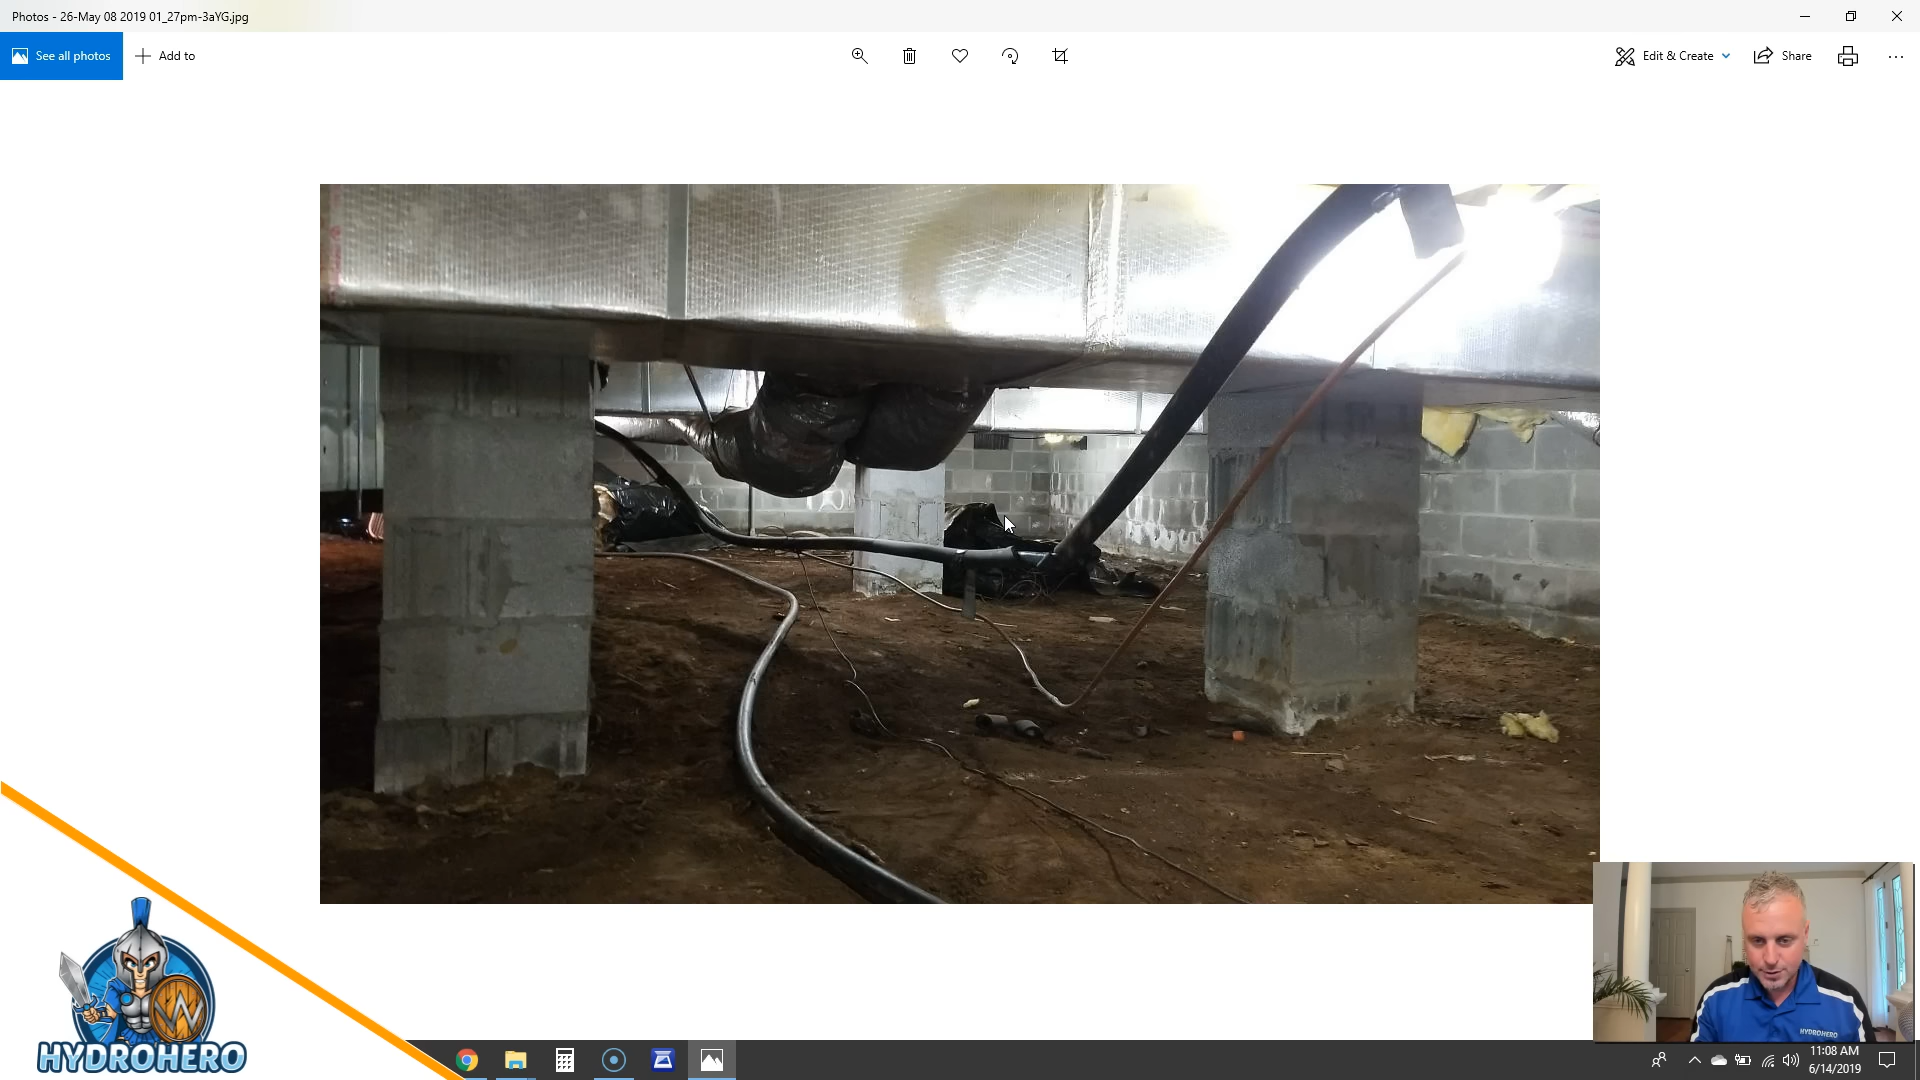 Photos - 26-May 08 2019 01_27pm-3aYG.jpg
See all photos
Add to
Edit & Create
Share
HYDROHERO
HYDROHERO
11:08 AM
6/14/2019